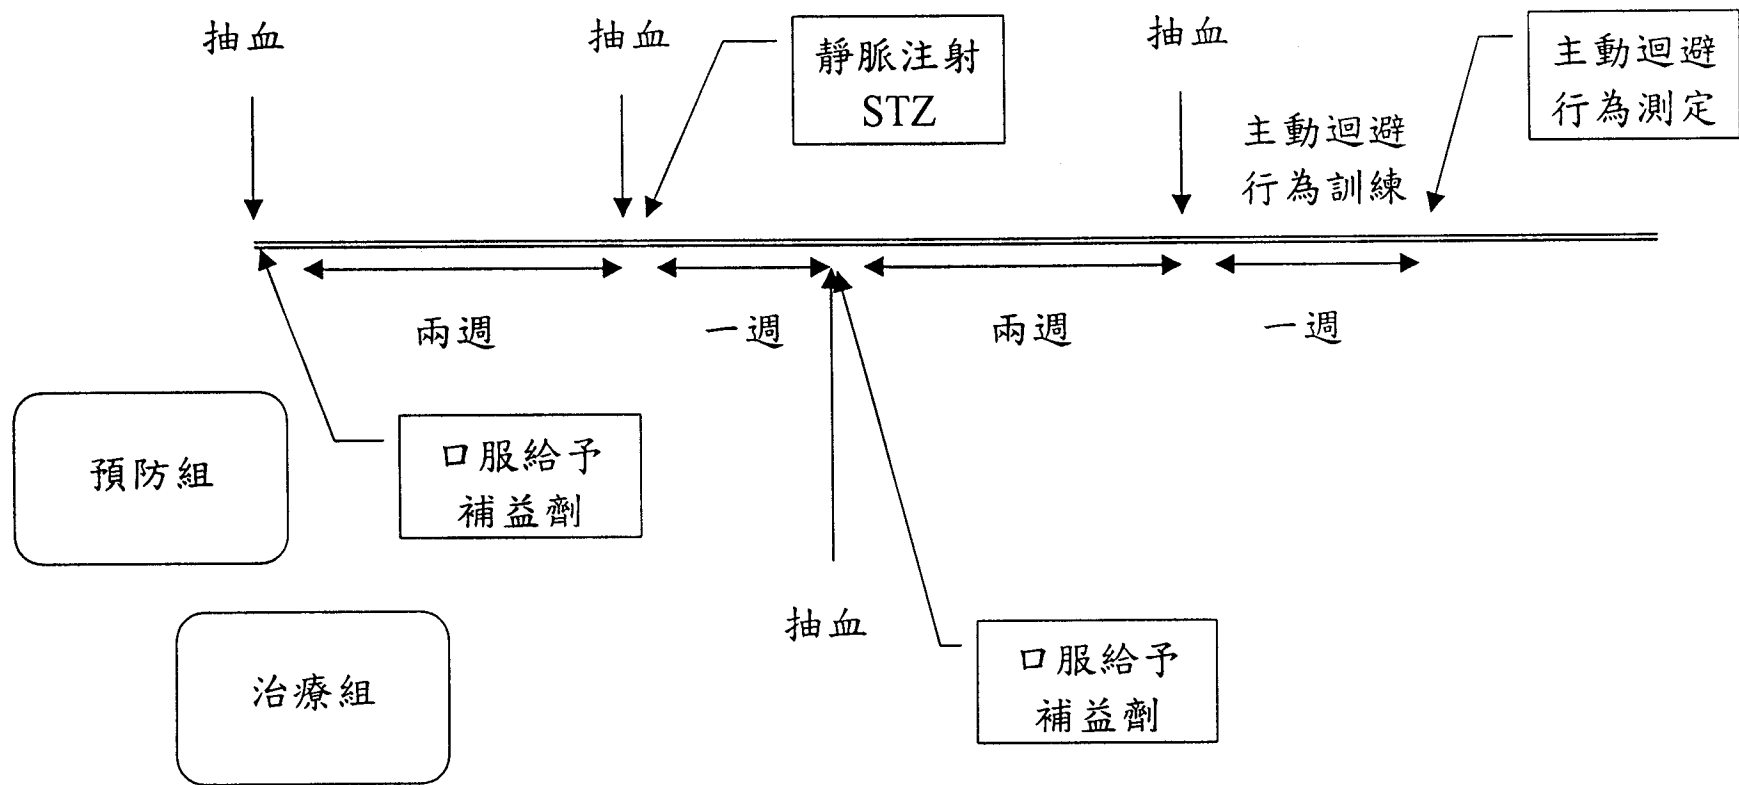 抽血
抽血
靜脈注射
STZ
抽血
主動迴避
行為測定
主動迴避
行為訓練
兩週
一週
兩週
一週
預防組
口服給予
補益劑
抽血
治療組
口服給予
補益劑